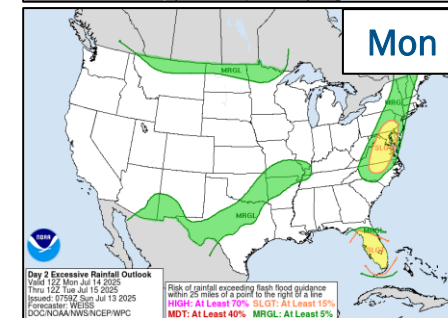 Mon
MRGL
MRGL
SLGT
MRGL
MRGL
SLGT
NOAA
Day 2 Excessive Rainfall Outlook
Valid 12Z Mon Jul 14 2025
Thru 12Z Tue Jul 15 2025
Issued: 0759Z Sun Jul 13 2025
Forecaster: WEISS
DOC/NOAA/NWS/NCEP/WPC
Risk of rainfall exceeding flash flood guidance
within 25 miles of a point to the right of a line
HIGH: At Least 70% SLGT: At Least 15%
MDT: At Least 40% MRGL: At Least 5%